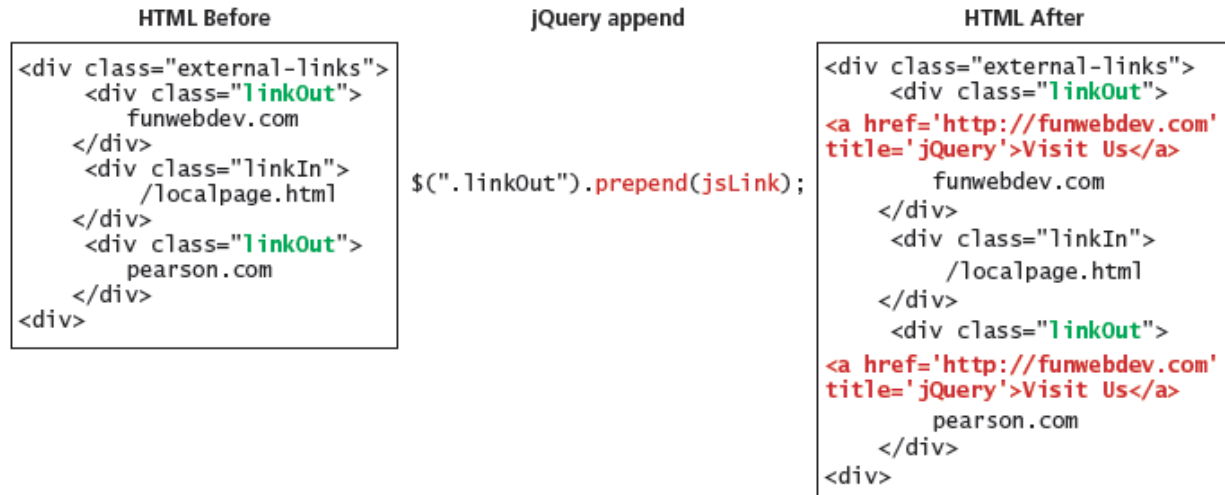 HTML Before
<div class="external-links">
<div class="linkOut">
funwebdev.com
</div>
<div class="linkIn">
/localpage.html
</div>
<div class="linkOut">
pearson.com
</div>
<div>
jQuery append
$(".linkOut").prepend(jsLink);
HTML After
<div class="external-links">
<div class="linkOut">
<a href='http://funwebdev.com'
title='jQuery'>Visit Us</a>
funwebdev.com
</div>
<div class="linkIn">
/localpage.html
</div>
<div class="linkOut">
<a href='http://funwebdev.com'
title='jQuery'>Visit Us</a>
pearson.com
</div>
<div>